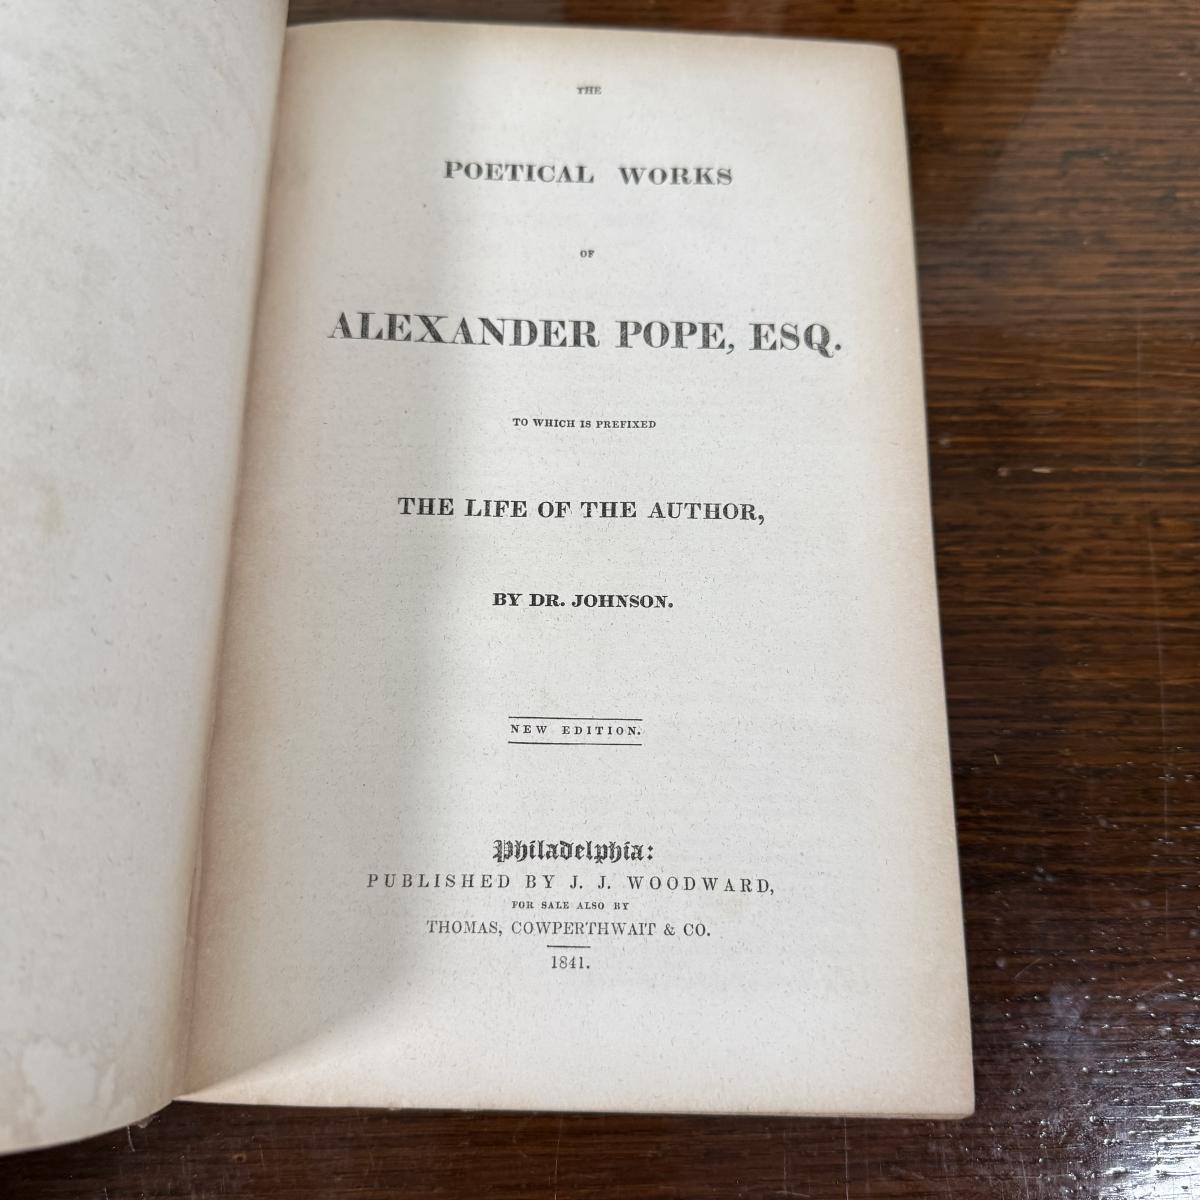 THE
POETICAL WORKS
OF
ALEXANDER POPE, ESQ.
TO WHICH IS PREFIXED
THE LIFE OF THE AUTHOR,
BY DR. JOHNSON.
NEW EDITION.
Philadelphia:
PUBLISHED BY J. J. WOODWARD,
FOR SALE ALSO BY
THOMAS, COWPERTHWAIT & CO.
1841.